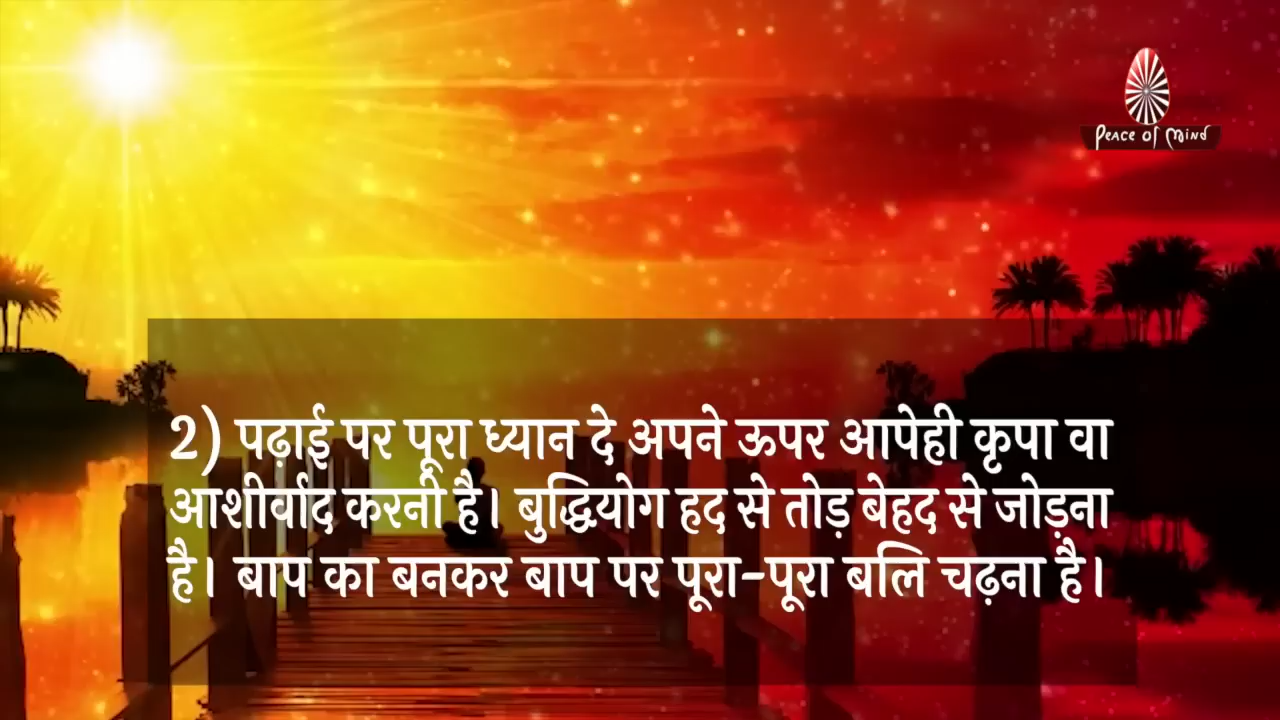 Peace of Mind
2) पढ़ाई पर पूरा ध्यान दे अपने ऊपर आपेही कृपा वा
आशीर्वाद करनी है। बुद्धियोग हद से तोड़ बेहद से जोड़ना
है। बाप का बनकर बाप पर पूरा-पूरा बलि चढ़ना है।